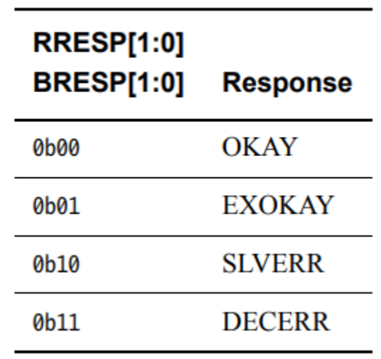 RRESP[1:0]
BRESP[1:0] Response
0b00 OKAY
0b01 EXOKAY
0b10 SLVERR
0b11 DECERR